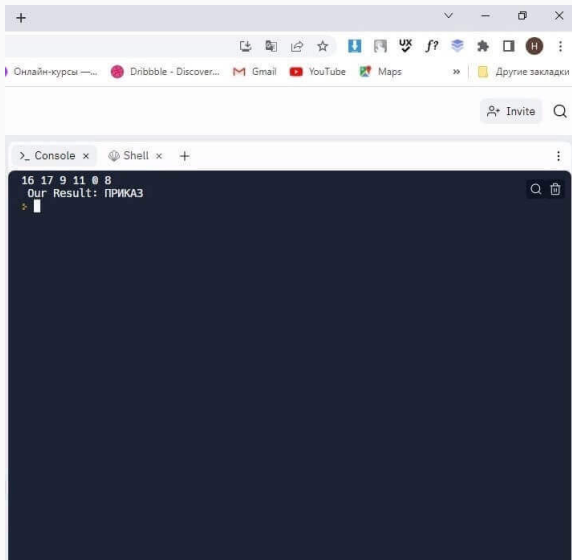 Онлайн-курсы —... Dribbble - Discover... Gmail YouTube Maps » Другие закладки
Invite
Console × Shell × +
16 17 9 11 0 8
Our Result: ПРИКАЗ